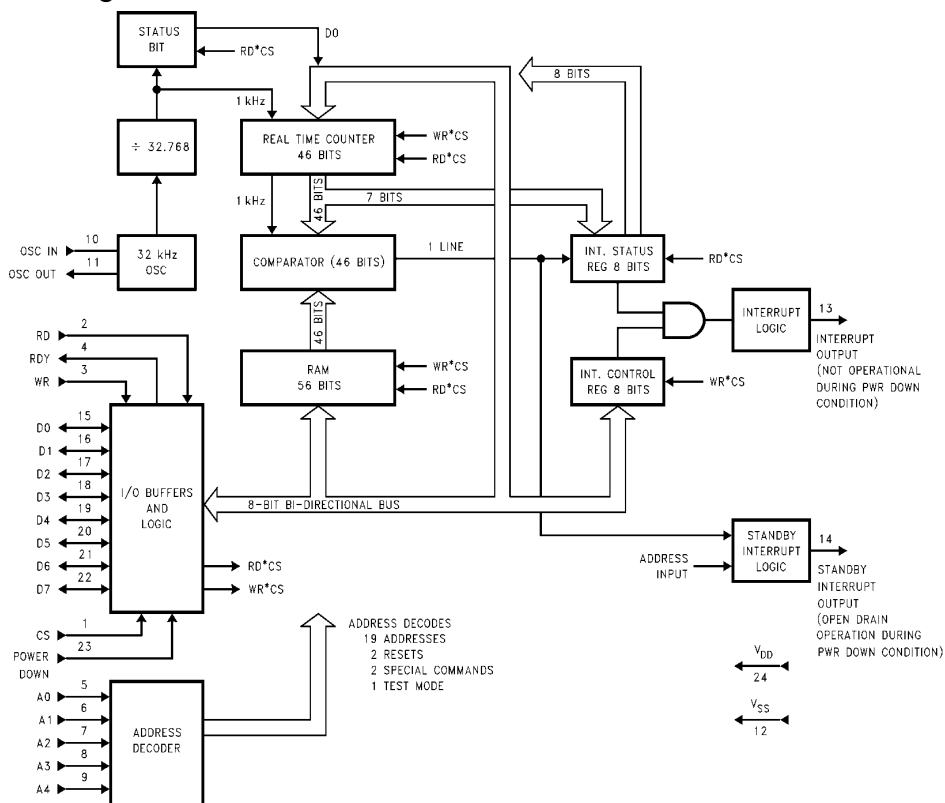 STATUS
BIT
D0
RD*CS
8 BITS
1 kHz
÷ 32.768
REAL TIME COUNTER
46 BITS
WR*CS
RD*CS
46 BITS
7 BITS
1 kHz
OSC IN
10
OSC OUT
11
32 kHz
OSC
COMPARATOR (46 BITS)
1 LINE
INT. STATUS
REG 8 BITS
RD*CS
46 BITS
INTERRUPT
LOGIC
13
INTERRUPT
OUTPUT
(NOT OPERATIONAL
DURING PWR DOWN
CONDITION)
RD
2
RDY
4
WR
3
RAM
56 BITS
WR*CS
RD*CS
INT. CONTROL
REG 8 BITS
WR*CS
D0
15
D1
16
D2
17
D3
18
D4
19
D5
20
D6
21
D7
22
I/O BUFFERS
AND
LOGIC
8-BIT BI-DIRECTIONAL BUS
RD*CS
WR*CS
ADDRESS
INPUT
STANDBY
INTERRUPT
LOGIC
14
STANDBY
INTERRUPT
OUTPUT
(OPEN DRAIN
OPERATION DURING
PWR DOWN CONDITION)
CS
1
POWER
DOWN
23
ADDRESS DECODES
19 ADDRESSES
2 RESETS
2 SPECIAL COMMANDS
1 TEST MODE
VDD
24
VSS
12
A0
5
A1
6
A2
7
A3
8
A4
9
ADDRESS
DECODER